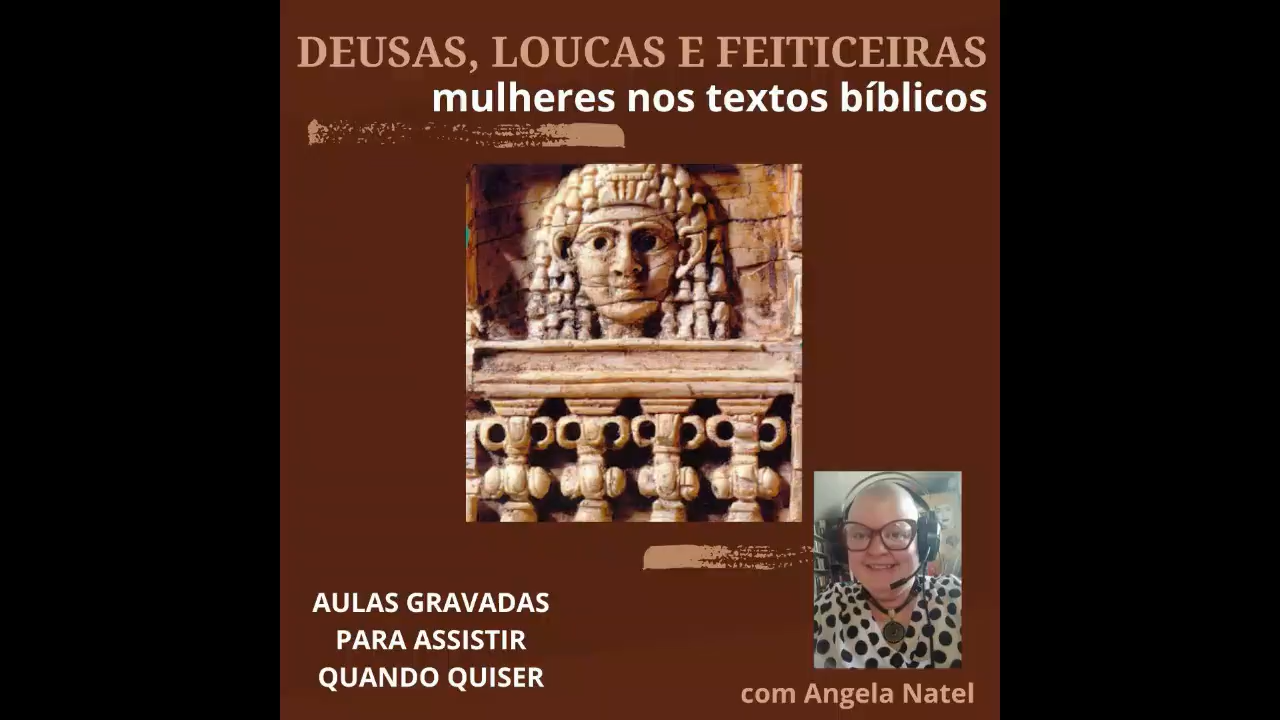 DEUSAS, LOUCAS E FEITICEIRAS
mulheres nos textos bíblicos
AULAS GRAVADAS
PARA ASSISTIR
QUANDO QUISER
com Angela Natel